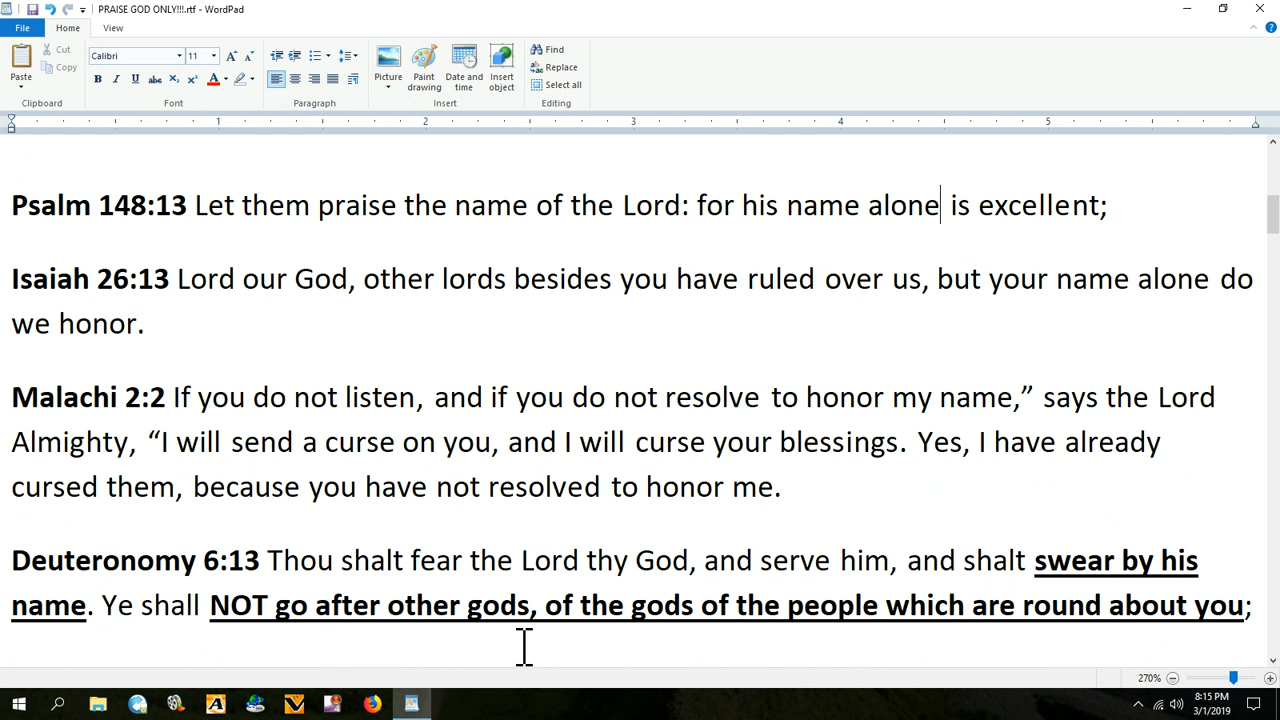 PRAISE GOD ONLY!!!.rtf - WordPad
File Home View
Paste
Cut
Copy
Calibri 11
B I U abc X₂ X² A
Picture
Paint drawing
Date and time
Insert object
Find
Replace
Select all
Clipboard Font Paragraph Insert Editing
1 2 3 4 5
Psalm 148:13 Let them praise the name of the Lord: for his name alone is excellent;
Isaiah 26:13 Lord our God, other lords besides you have ruled over us, but your name alone do
we honor.
Malachi 2:2 If you do not listen, and if you do not resolve to honor my name,” says the Lord
Almighty, “I will send a curse on you, and I will curse your blessings. Yes, I have already
cursed them, because you have not resolved to honor me.
Deuteronomy 6:13 Thou shalt fear the Lord thy God, and serve him, and shalt swear by his
name. Ye shall NOT go after other gods, of the gods of the people which are round about you;
270%
8:15 PM
3/1/2019